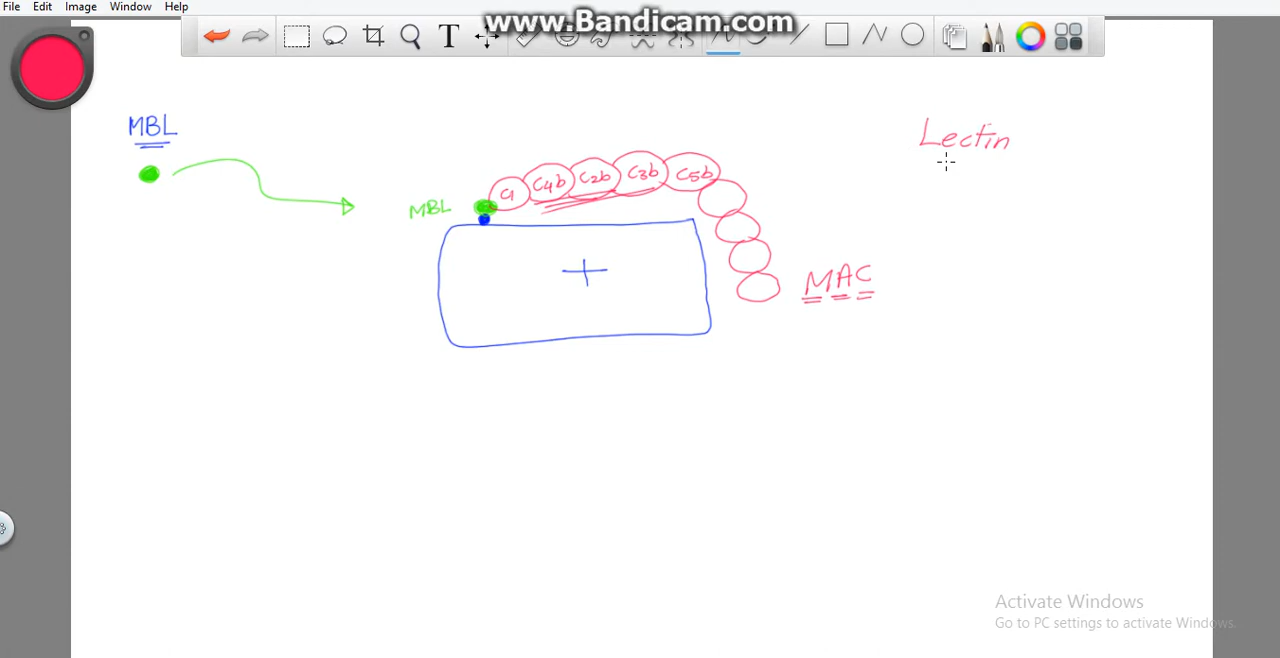 File Edit Image Window Help
www.Bandicam.com
T
MBL
Lectin
C1 C4b C2b C3b C5b
MBL
MAC
Activate Windows
Go to PC settings to activate Windows.